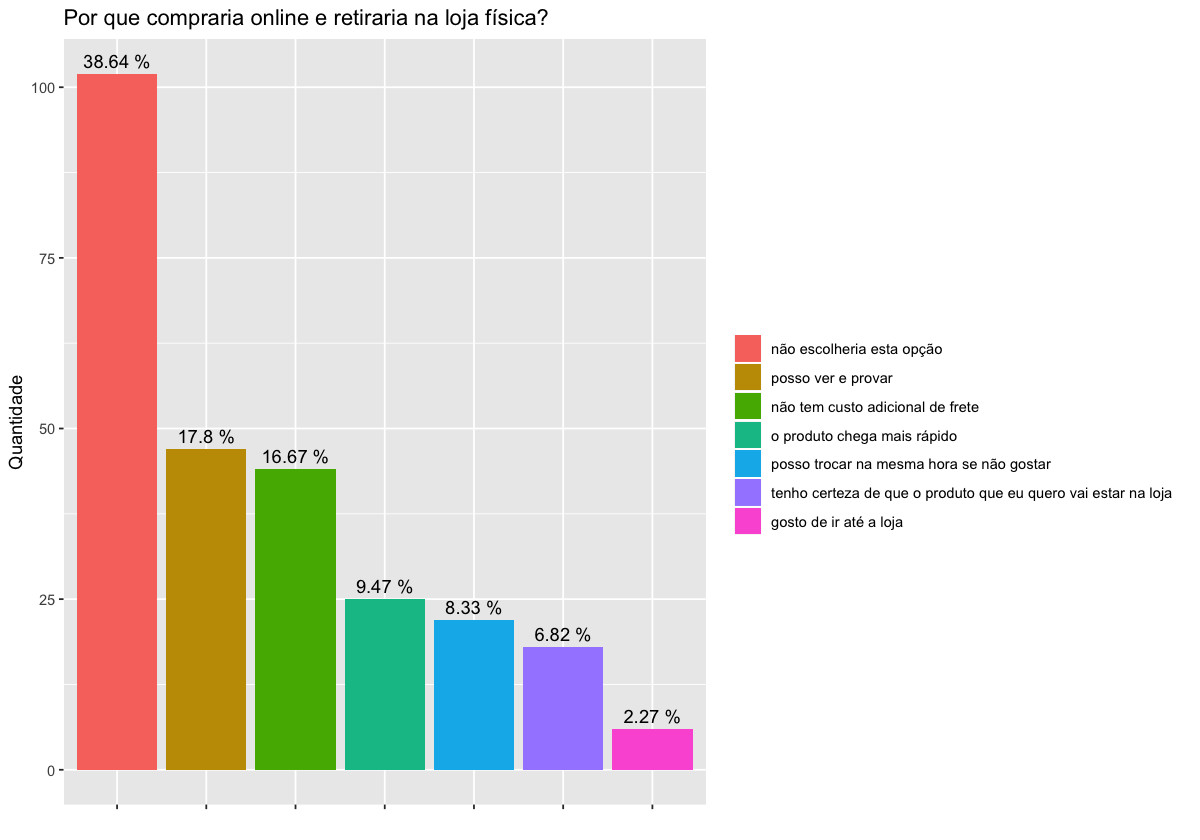 Por que compraria online e retiraria na loja física?
38.64 %
17.8 %
16.67 %
9.47 %
8.33 %
6.82 %
2.27 %
100
75
50
25
0
Quantidade
não escolheria esta opção
posso ver e provar
não tem custo adicional de frete
o produto chega mais rápido
posso trocar na mesma hora se não gostar
tenho certeza de que o produto que eu quero vai estar na loja
gosto de ir até a loja